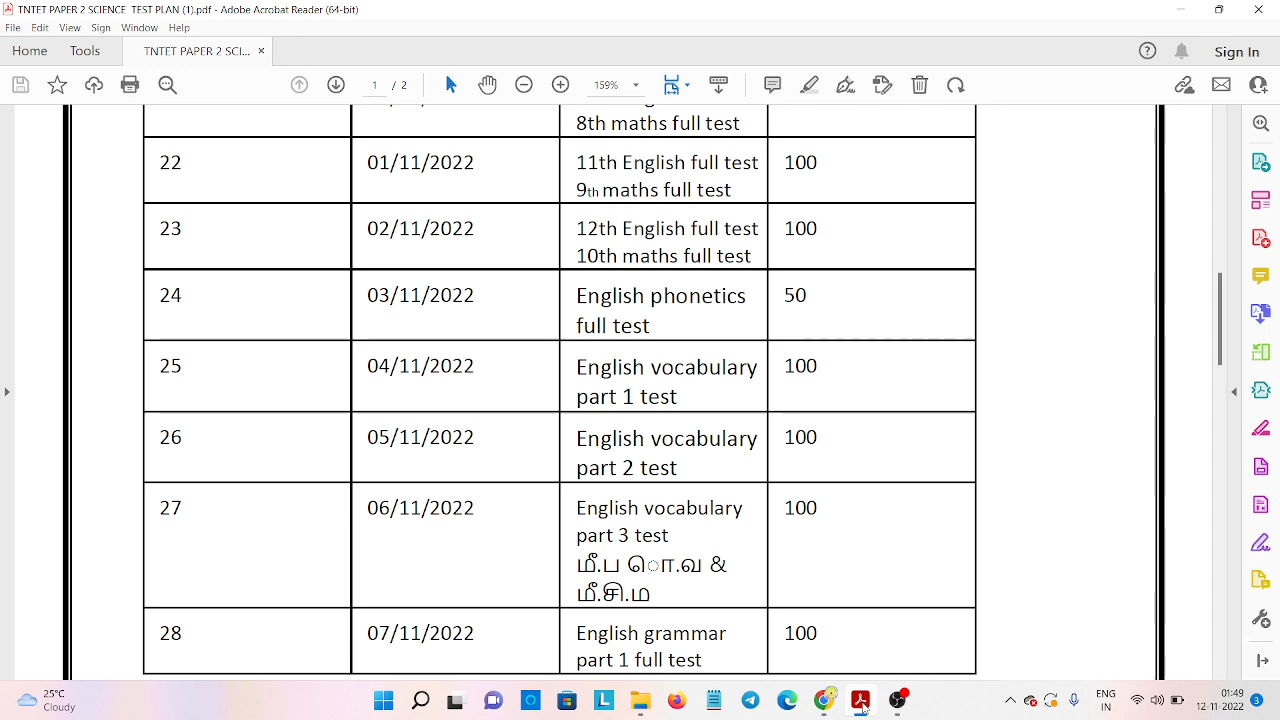 TNTET PAPER 2 SCIENCE TEST PLAN (1).pdf - Adobe Acrobat Reader (64-bit)
File Edit View Sign Window Help
Home Tools TNTET PAPER 2 SCI... × Sign In
1 / 2 159%
8th maths full test
22 01/11/2022 11th English full test 100
9th maths full test
23 02/11/2022 12th English full test 100
10th maths full test
24 03/11/2022 English phonetics 50
full test
25 04/11/2022 English vocabulary 100
part 1 test
26 05/11/2022 English vocabulary 100
part 2 test
27 06/11/2022 English vocabulary 100
part 3 test
மீ.ப ொ.வ &
மீ.சி.ம
28 07/11/2022 English grammar 100
part 1 full test
25°C
Cloudy
ENG
IN
01:49
12-11-2022
3